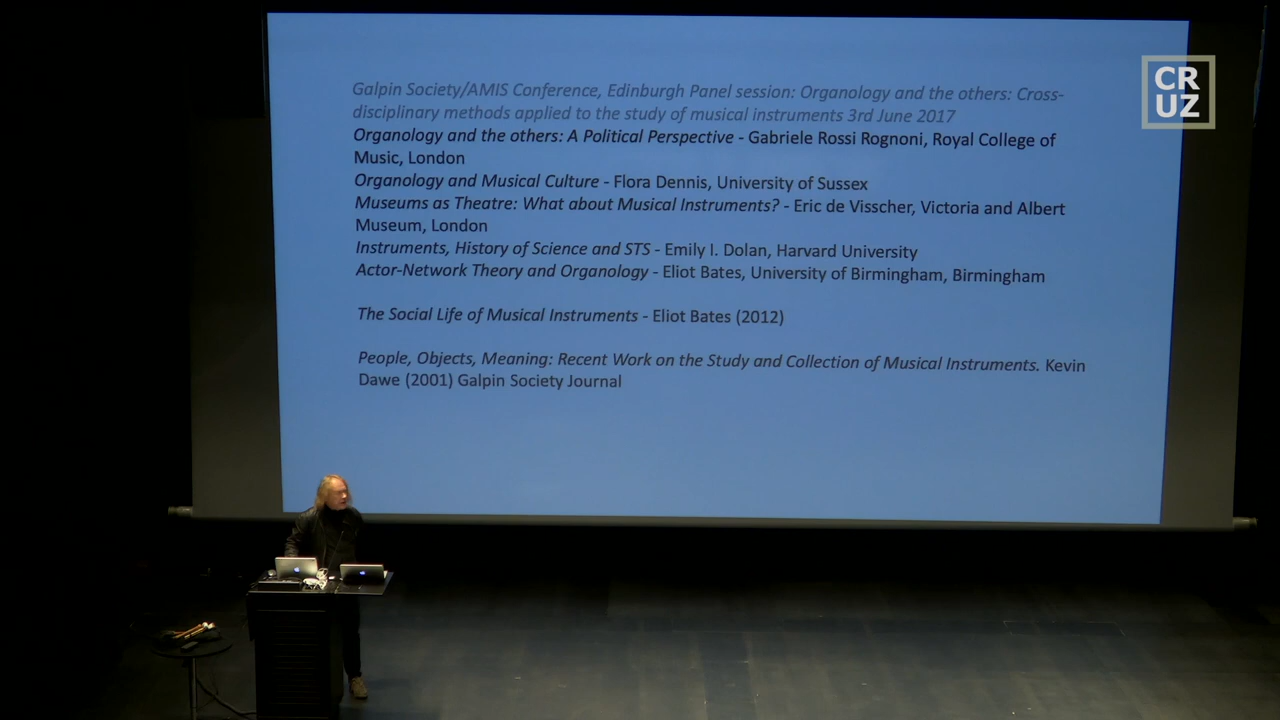 Galpin Society/AMIS Conference, Edinburgh Panel session: Organology and the others: Cross-
disciplinary methods applied to the study of musical instruments 3rd June 2017
Organology and the others: A Political Perspective - Gabriele Rossi Rognoni, Royal College of
Music, London
Organology and Musical Culture - Flora Dennis, University of Sussex
Museums as Theatre: What about Musical Instruments? - Eric de Visscher, Victoria and Albert
Museum, London
Instruments, History of Science and STS - Emily I. Dolan, Harvard University
Actor-Network Theory and Organology - Eliot Bates, University of Birmingham, Birmingham
The Social Life of Musical Instruments - Eliot Bates (2012)
People, Objects, Meaning: Recent Work on the Study and Collection of Musical Instruments. Kevin
Dawe (2001) Galpin Society Journal
CR
UZ